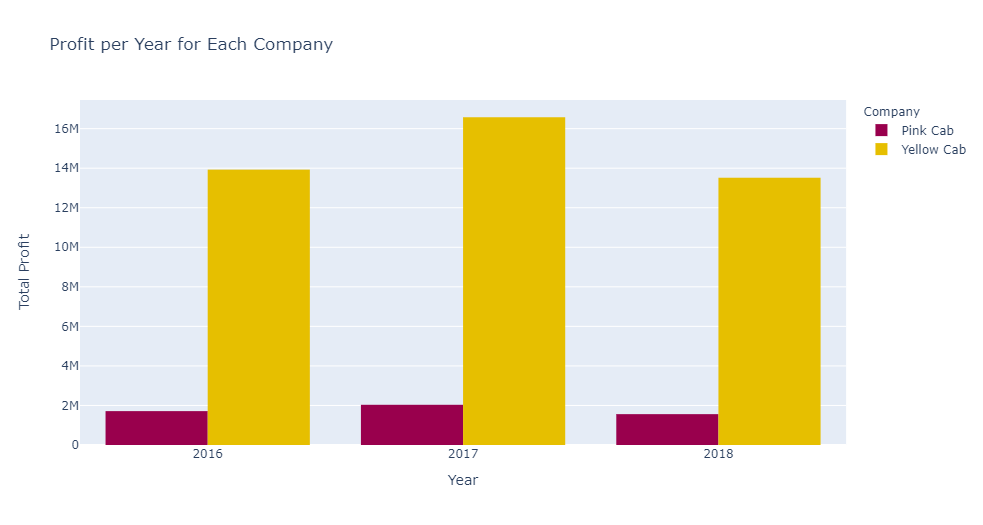 Profit per Year for Each Company
Company
Pink Cab
Yellow Cab
16M
14M
12M
10M
8M
6M
4M
2M
0
Total Profit
2016
2017
2018
Year